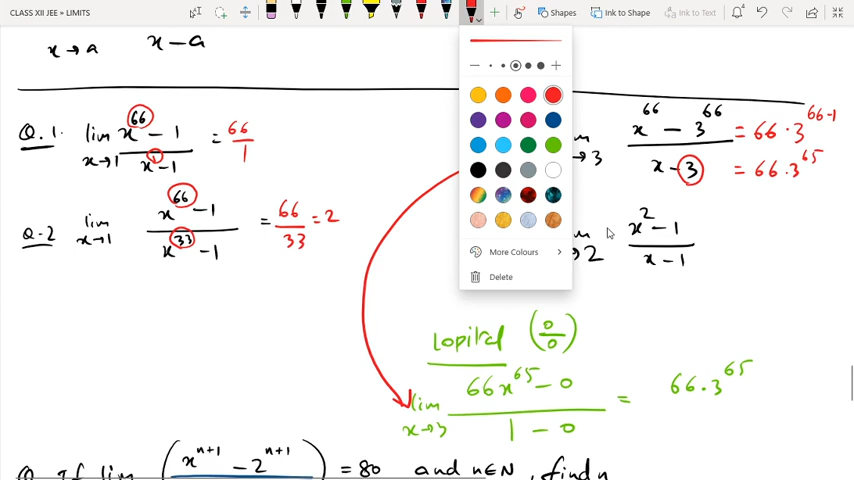 CLASS XII JEE » LIMITS
Shapes
Ink to Shape
Ink to Text
x→a x-a
Q.1. lim x→1 (x^66 - 1)/(x^1 - 1) = 66/1
x→3 (x^66 - 3^66)/(x - 3) = 66·3^(66-1)
= 66·3^65
Q.2 lim x→1 (x^66 - 1)/(x^33 - 1) = 66/33 = 2
→2 (x^2 - 1)/(x - 1)
More Colours
Delete
Lopital (0/0)
lim x→3 (66x^65 - 0)/(1 - 0) = 66·3^65
Q. If lim (x^(n+1) - 2^(n+1)) = 80 and n∈N, find n